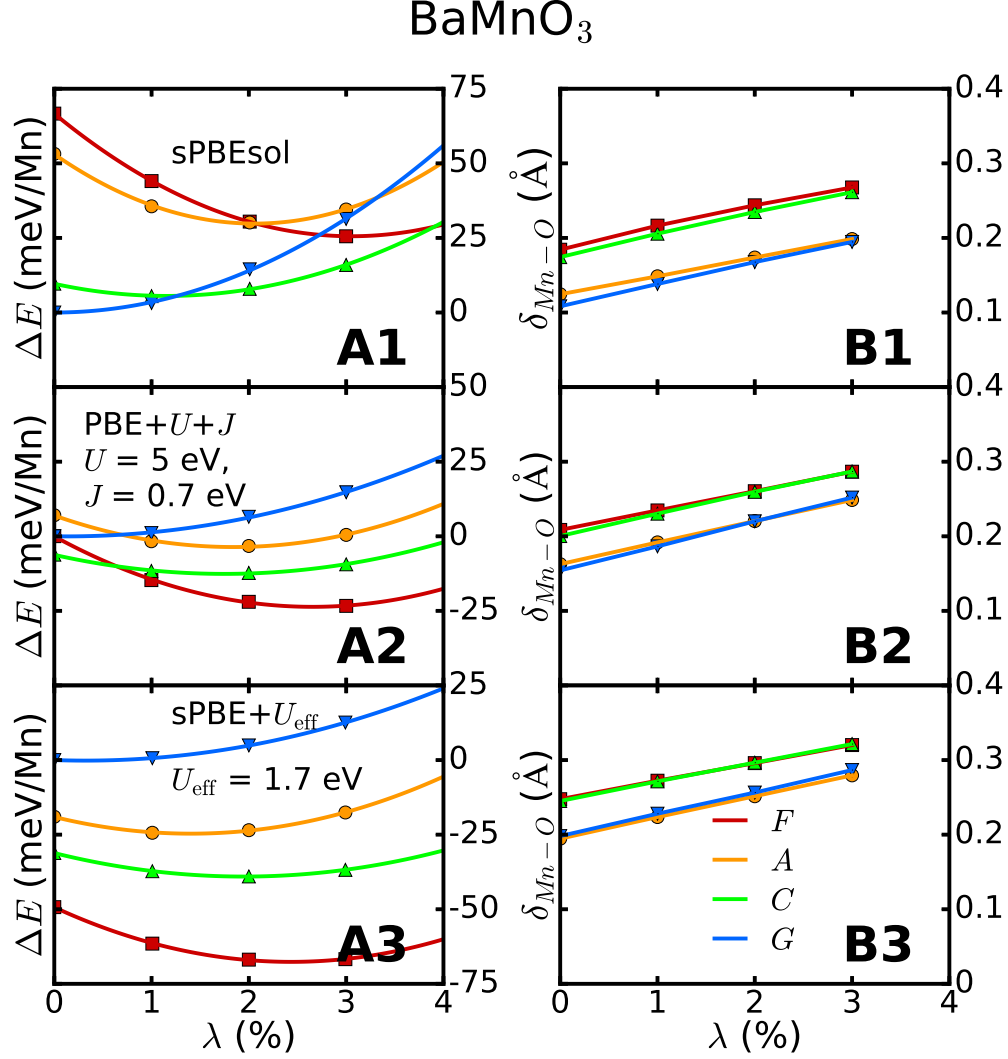 BaMnO3
75
50
25
0
ΔE (meV/Mn)
sPBEsol
A1
0.4
0.3
0.2
0.1
δMn−O (Å)
B1
50
25
0
-25
ΔE (meV/Mn)
PBE+U+J
U = 5 eV,
J = 0.7 eV
A2
0.4
0.3
0.2
0.1
δMn−O (Å)
B2
25
0
-25
-50
-75
ΔE (meV/Mn)
sPBE+Ueff
Ueff = 1.7 eV
A3
0 1 2 3 4
λ (%)
0.4
0.3
0.2
0.1
0
δMn−O (Å)
F
A
C
G
B3
0 1 2 3 4
λ (%)